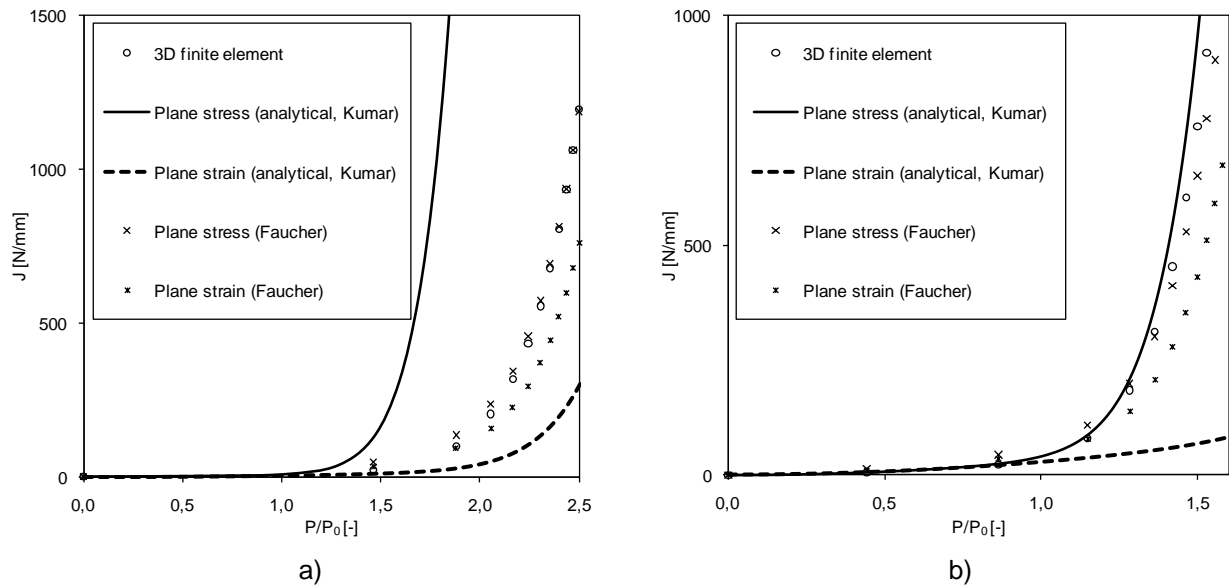 1500
1000
500
0
J [N/mm]
3D finite element
Plane stress (analytical, Kumar)
Plane strain (analytical, Kumar)
Plane stress (Faucher)
Plane strain (Faucher)
0,0
0,5
1,0
1,5
2,0
2,5
P/P0 [-]
a)
1000
500
0
J [N/mm]
3D finite element
Plane stress (analytical, Kumar)
Plane strain (analytical, Kumar)
Plane stress (Faucher)
Plane strain (Faucher)
0,0
0,5
1,0
1,5
P/P0 [-]
b)